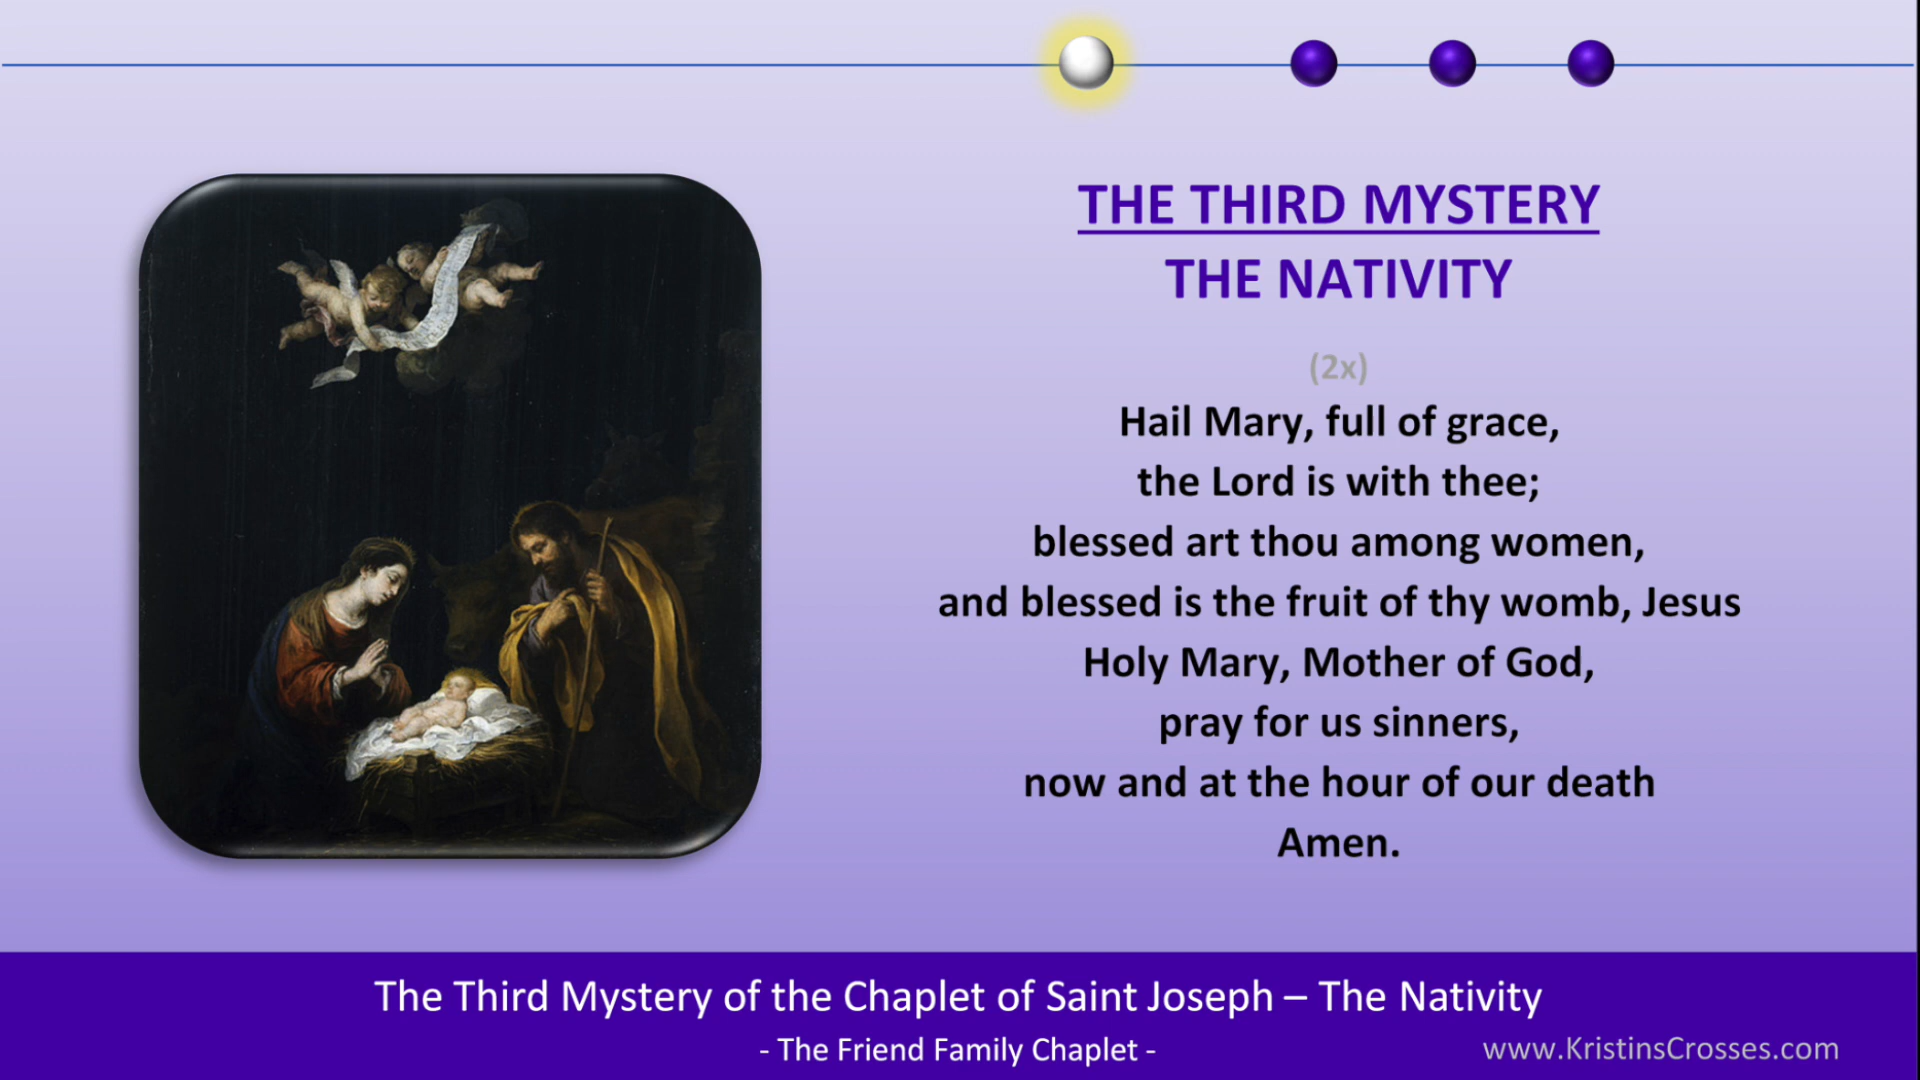 THE THIRD MYSTERY
THE NATIVITY
(2x)
Hail Mary, full of grace,
the Lord is with thee;
blessed art thou among women,
and blessed is the fruit of thy womb, Jesus
Holy Mary, Mother of God,
pray for us sinners,
now and at the hour of our death
Amen.
The Third Mystery of the Chaplet of Saint Joseph – The Nativity
- The Friend Family Chaplet -
www.KristinsCrosses.com